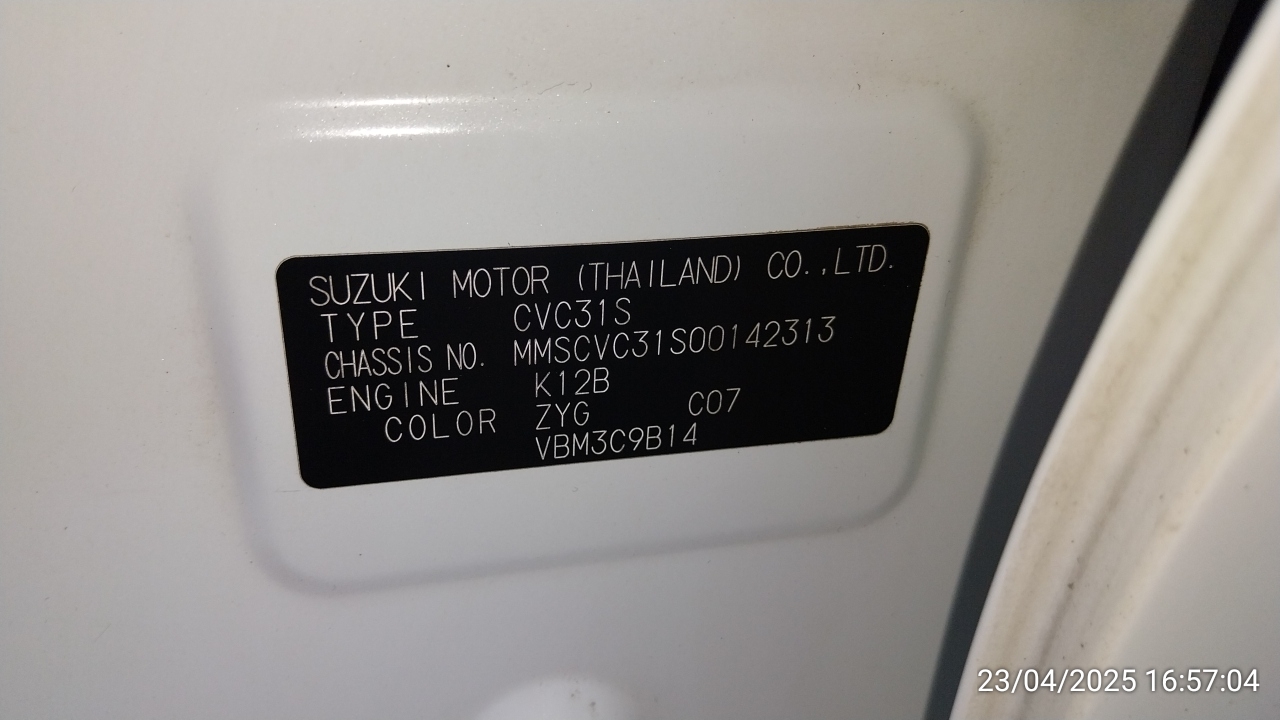 SUZUKI MOTOR (THAILAND) CO.,LTD.
TYPE CVC31S
CHASSIS NO. MMSCVC31S00142313
ENGINE K12B
COLOR ZYG C07
VBM3C9B14
23/04/2025 16:57:04